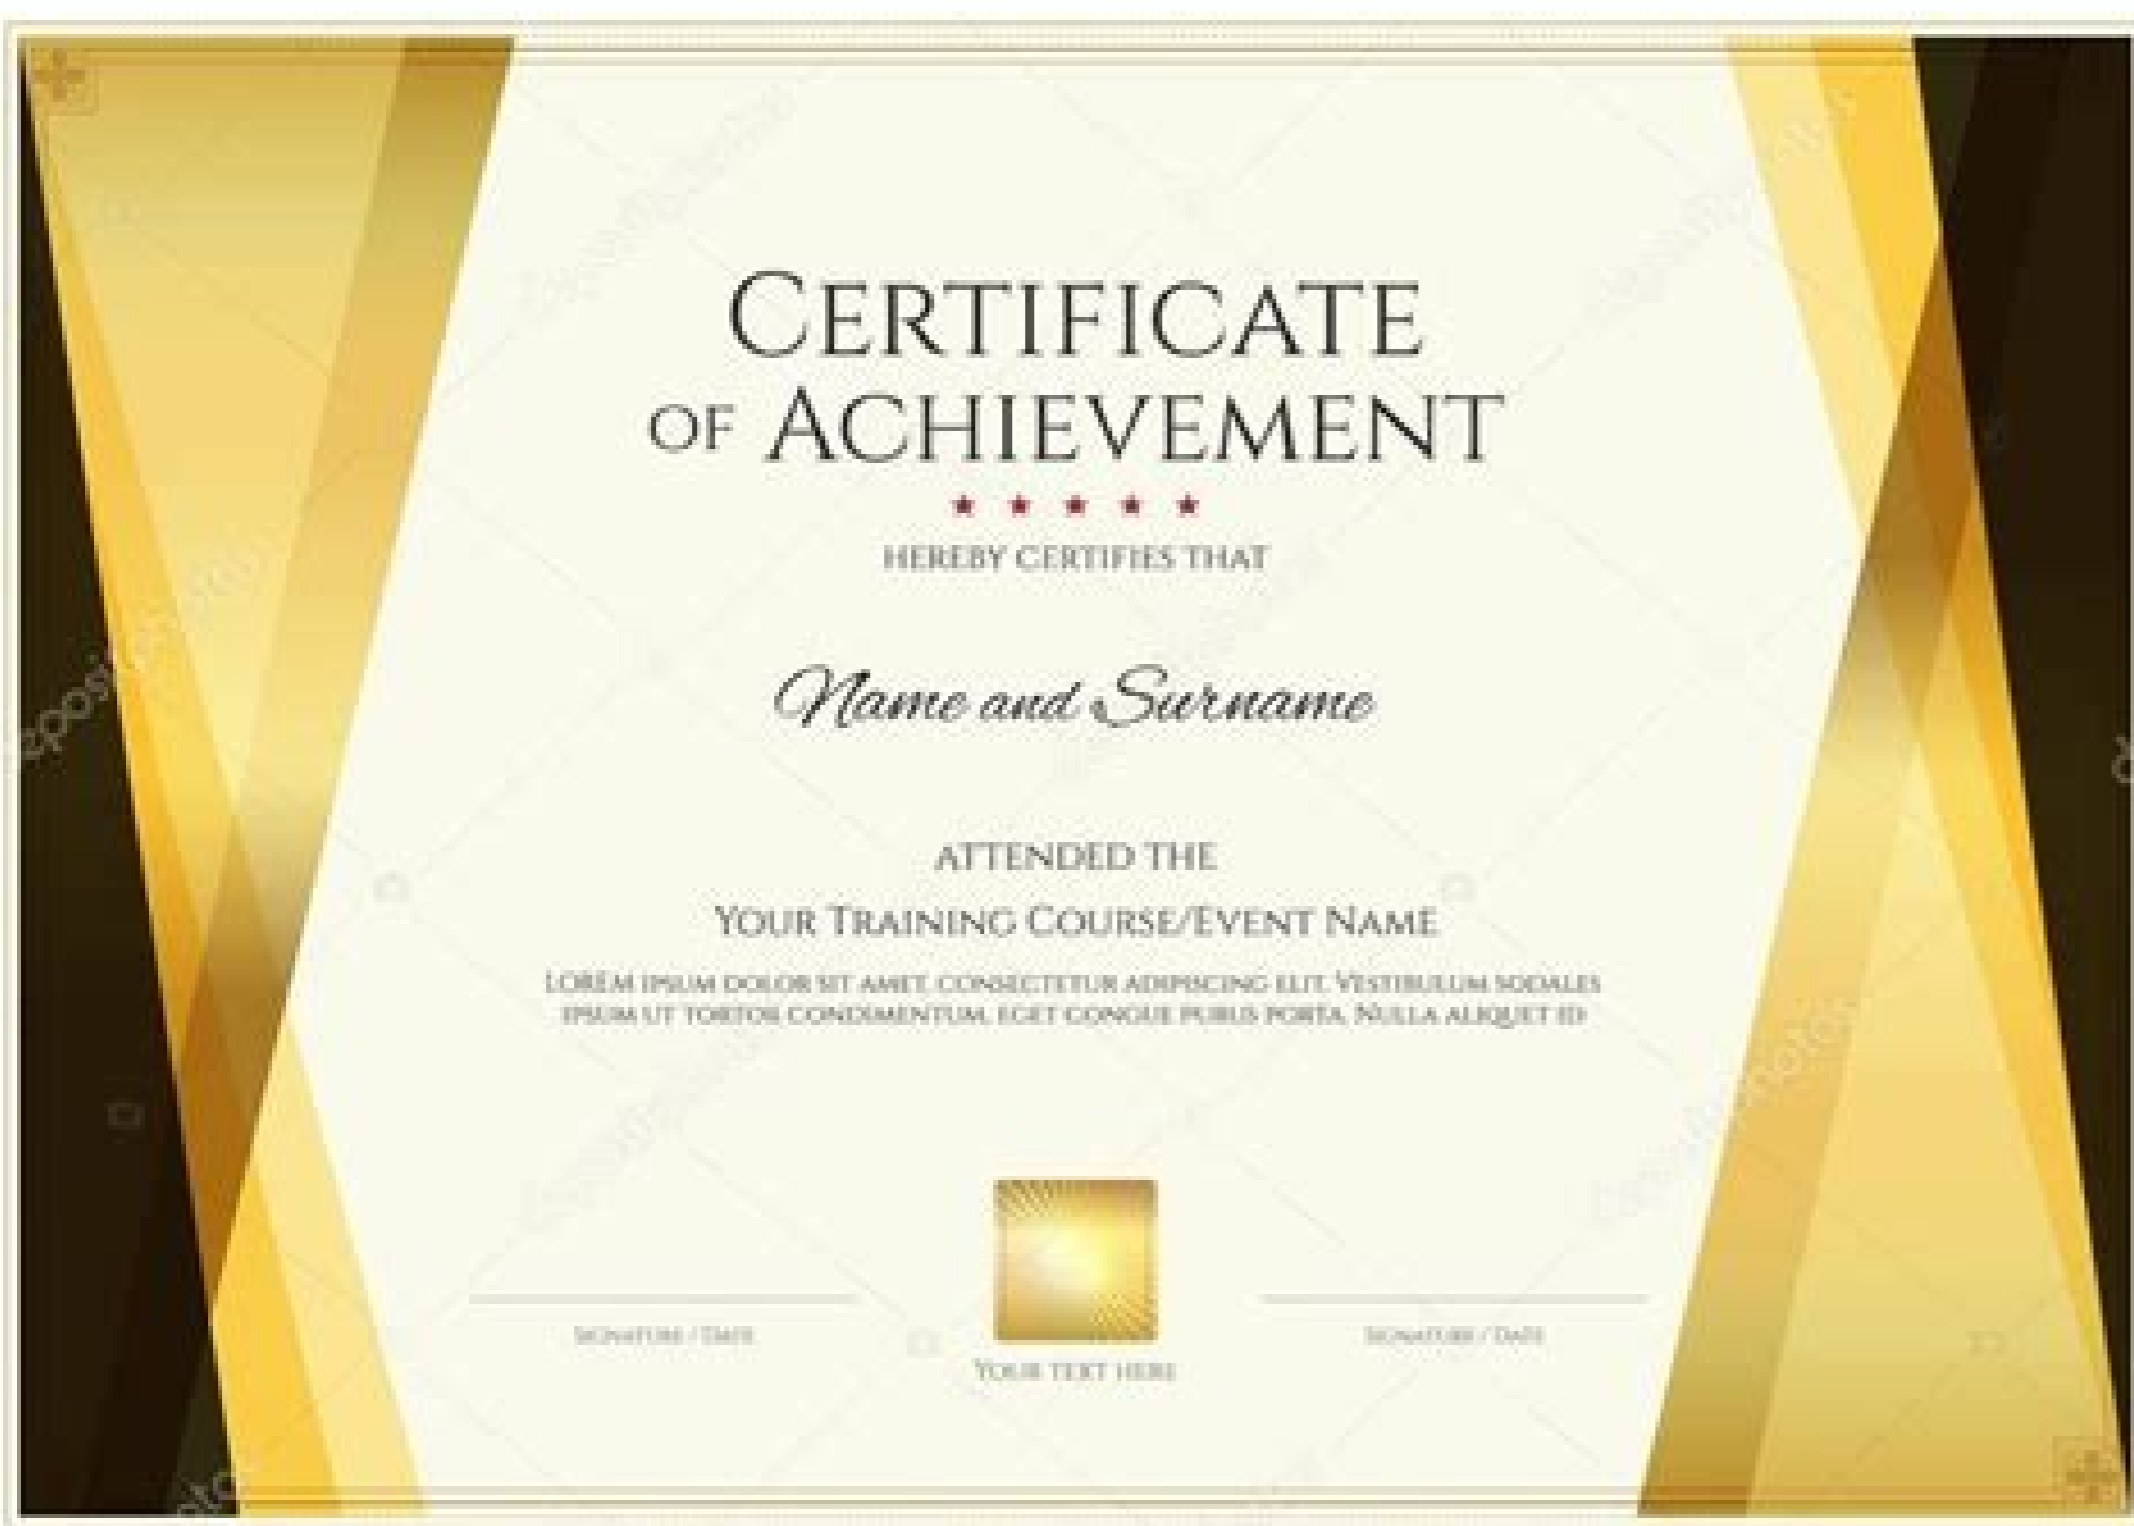 CERTIFICATE
OF ACHIEVEMENT
HEREBY CERTIFIES THAT
Name and Surname
ATTENDED THE
YOUR TRAINING COURSE/EVENT NAME
LOREM IPSUM DOLOR SIT AMET, CONSECTETUR ADIPISCING ELIT. VESTIBULUM SODALES
IPSUM UT TORTOR CONDIMENTUM, EGET CONGUE PURUS PORTA. NULLA ALIQUET ID
SIGNATURE / DATE
SIGNATURE / DATE
YOUR TEXT HERE